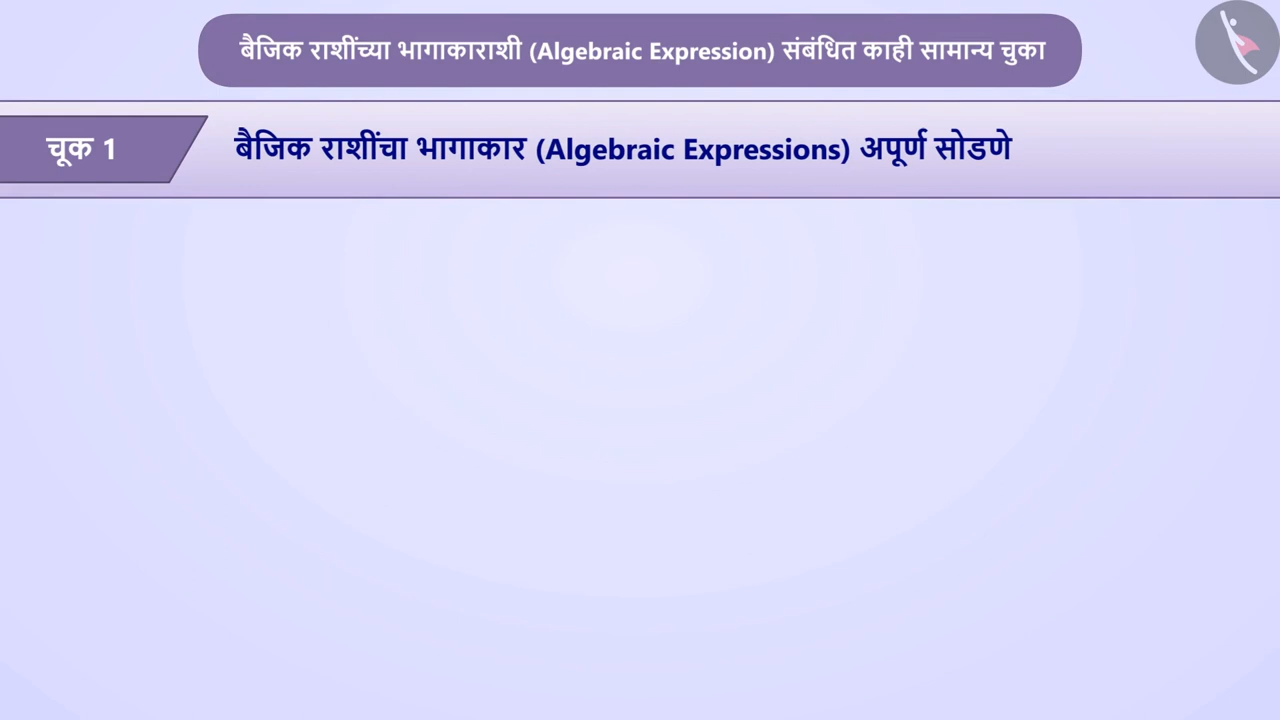 बैजिक राशींच्या भागाकाराशी (Algebraic Expression) संबंधित काही सामान्य चुका
चूक 1
बैजिक राशींचा भागाकार (Algebraic Expressions) अपूर्ण सोडणे